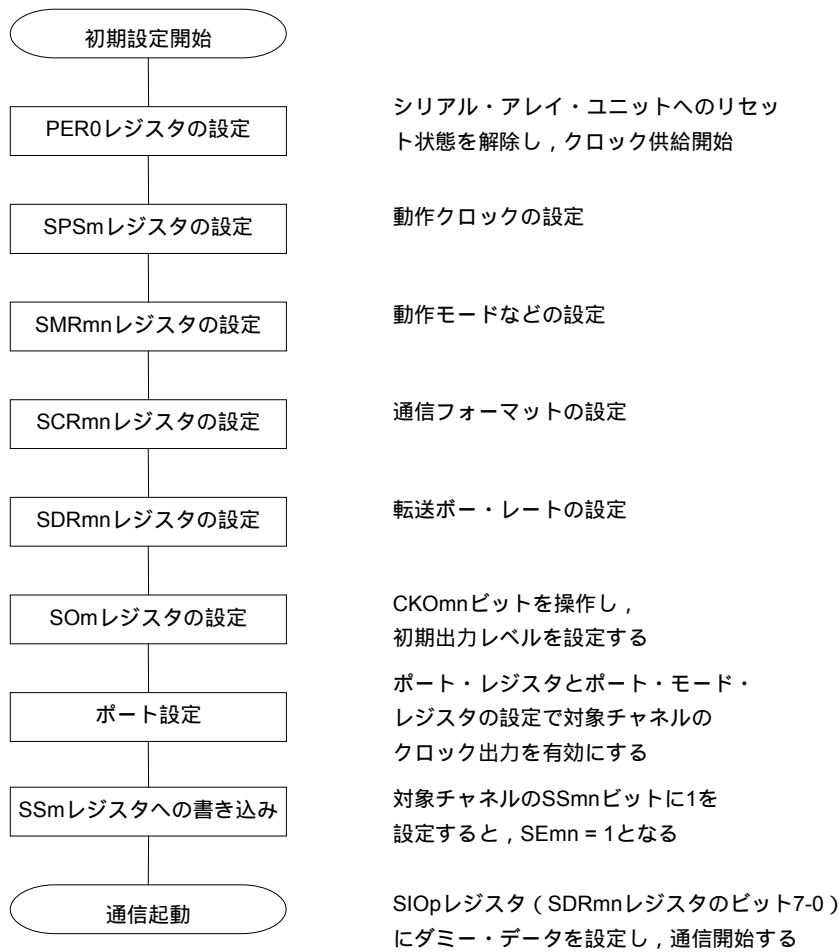 初期設定開始
PER0レジスタの設定
シリアル・アレイ・ユニットへのリセッ
ト状態を解除し，クロック供給開始
SPSmレジスタの設定
動作クロックの設定
SMRmnレジスタの設定
動作モードなどの設定
SCRmnレジスタの設定
通信フォーマットの設定
SDRmnレジスタの設定
転送ボー・レートの設定
SOmレジスタの設定
CKOmnビットを操作し，
初期出力レベルを設定する
ポート設定
ポート・レジスタとポート・モード・
レジスタの設定で対象チャネルの
クロック出力を有効にする
SSmレジスタへの書き込み
対象チャネルのSSmnビットに1を
設定すると，SEmn = 1となる
通信起動
SIOpレジスタ（SDRmnレジスタのビット7-0）
にダミー・データを設定し，通信開始する